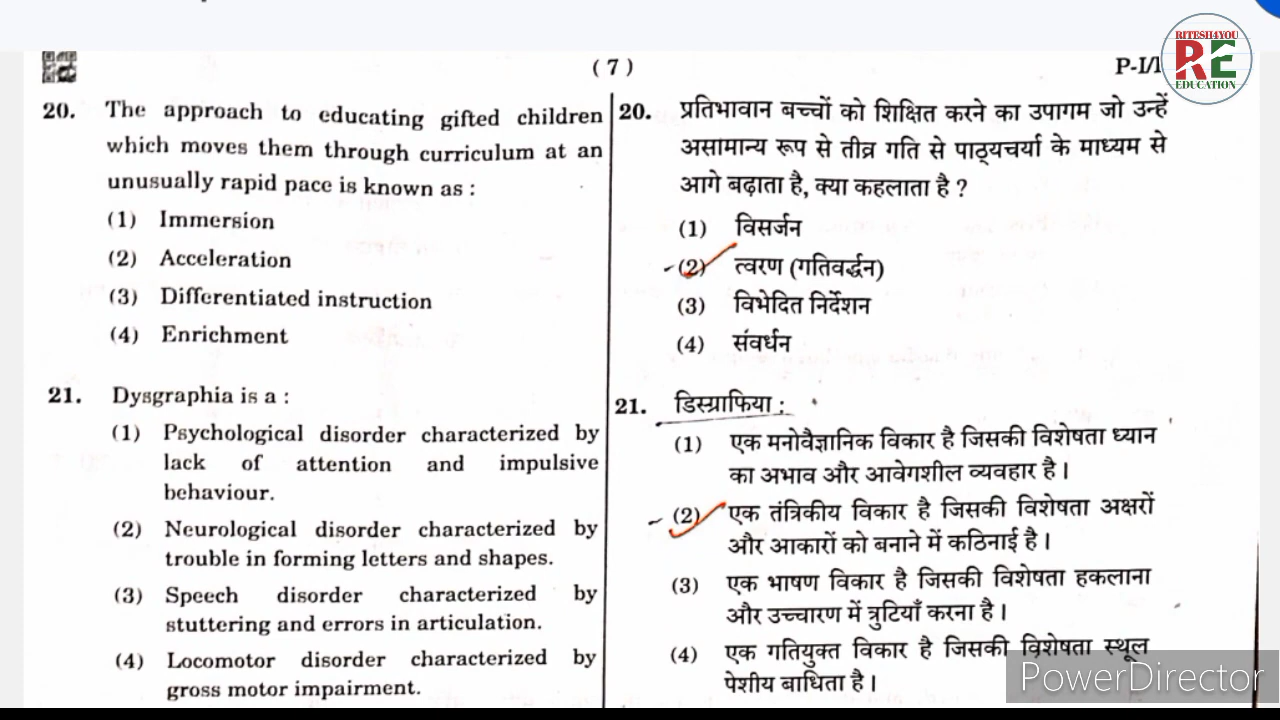 RITESH4YOU
RE
EDUCATION
( 7 )
P-I/
20. The approach to educating gifted children
which moves them through curriculum at an
unusually rapid pace is known as :
(1) Immersion
(2) Acceleration
(3) Differentiated instruction
(4) Enrichment
21. Dysgraphia is a :
(1) Psychological disorder characterized by
lack of attention and impulsive
behaviour.
(2) Neurological disorder characterized by
trouble in forming letters and shapes.
(3) Speech disorder characterized by
stuttering and errors in articulation.
(4) Locomotor disorder characterized by
gross motor impairment.
20. प्रतिभावान बच्चों को शिक्षित करने का उपागम जो उन्हें
असामान्य रूप से तीव्र गति से पाठ्यचर्या के माध्यम से
आगे बढ़ाता है, क्या कहलाता है ?
(1) विसर्जन
(2) त्वरण (गतिवर्द्धन)
(3) विभेदित निर्देशन
(4) संवर्धन
21. डिस्ग्राफिया :
(1) एक मनोवैज्ञानिक विकार है जिसकी विशेषता ध्यान
का अभाव और आवेगशील व्यवहार है।
(2) एक तंत्रिकीय विकार है जिसकी विशेषता अक्षरों
और आकारों को बनाने में कठिनाई है।
(3) एक भाषण विकार है जिसकी विशेषता हकलाना
और उच्चारण में त्रुटियाँ करना है।
(4) एक गतियुक्त विकार है जिसकी विशेषता स्थूल
पेशीय बाधिता है।
PowerDirector